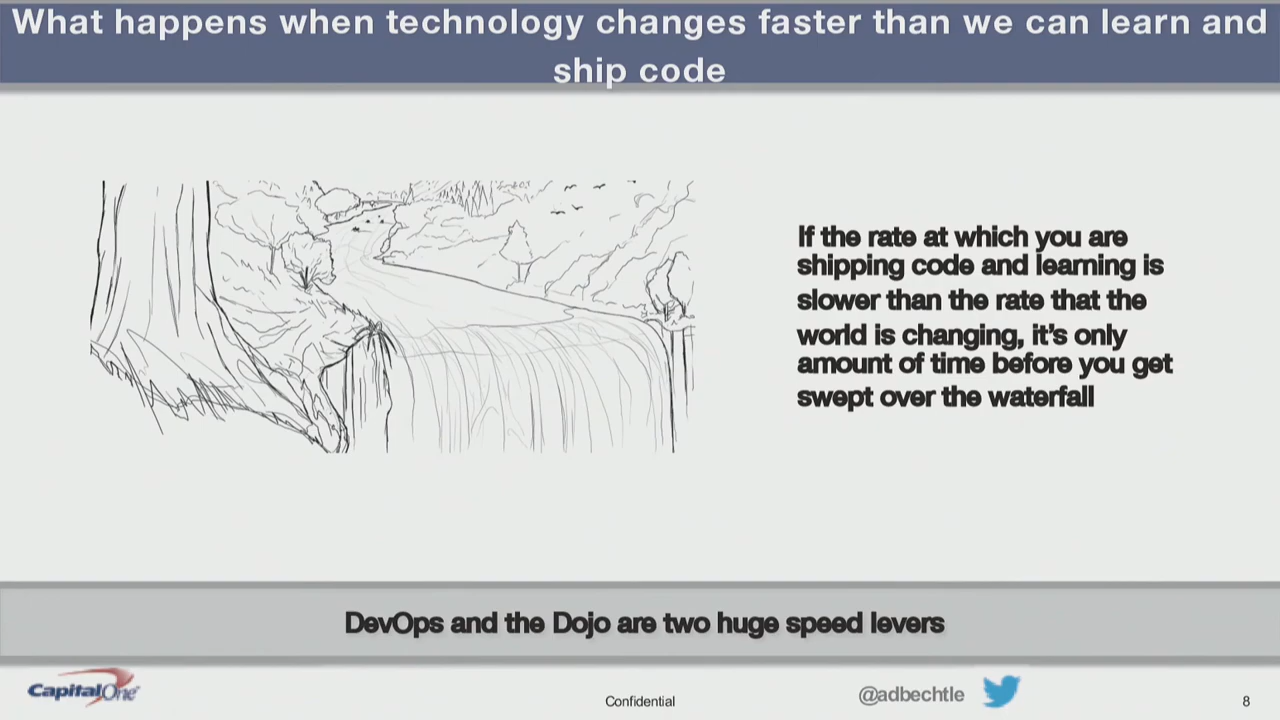 What happens when technology changes faster than we can learn and
ship code
If the rate at which you are
shipping code and learning is
slower than the rate that the
world is changing, it's only
amount of time before you get
swept over the waterfall
DevOps and the Dojo are two huge speed levers
CapitalOne
Confidential
@adbechtle
8